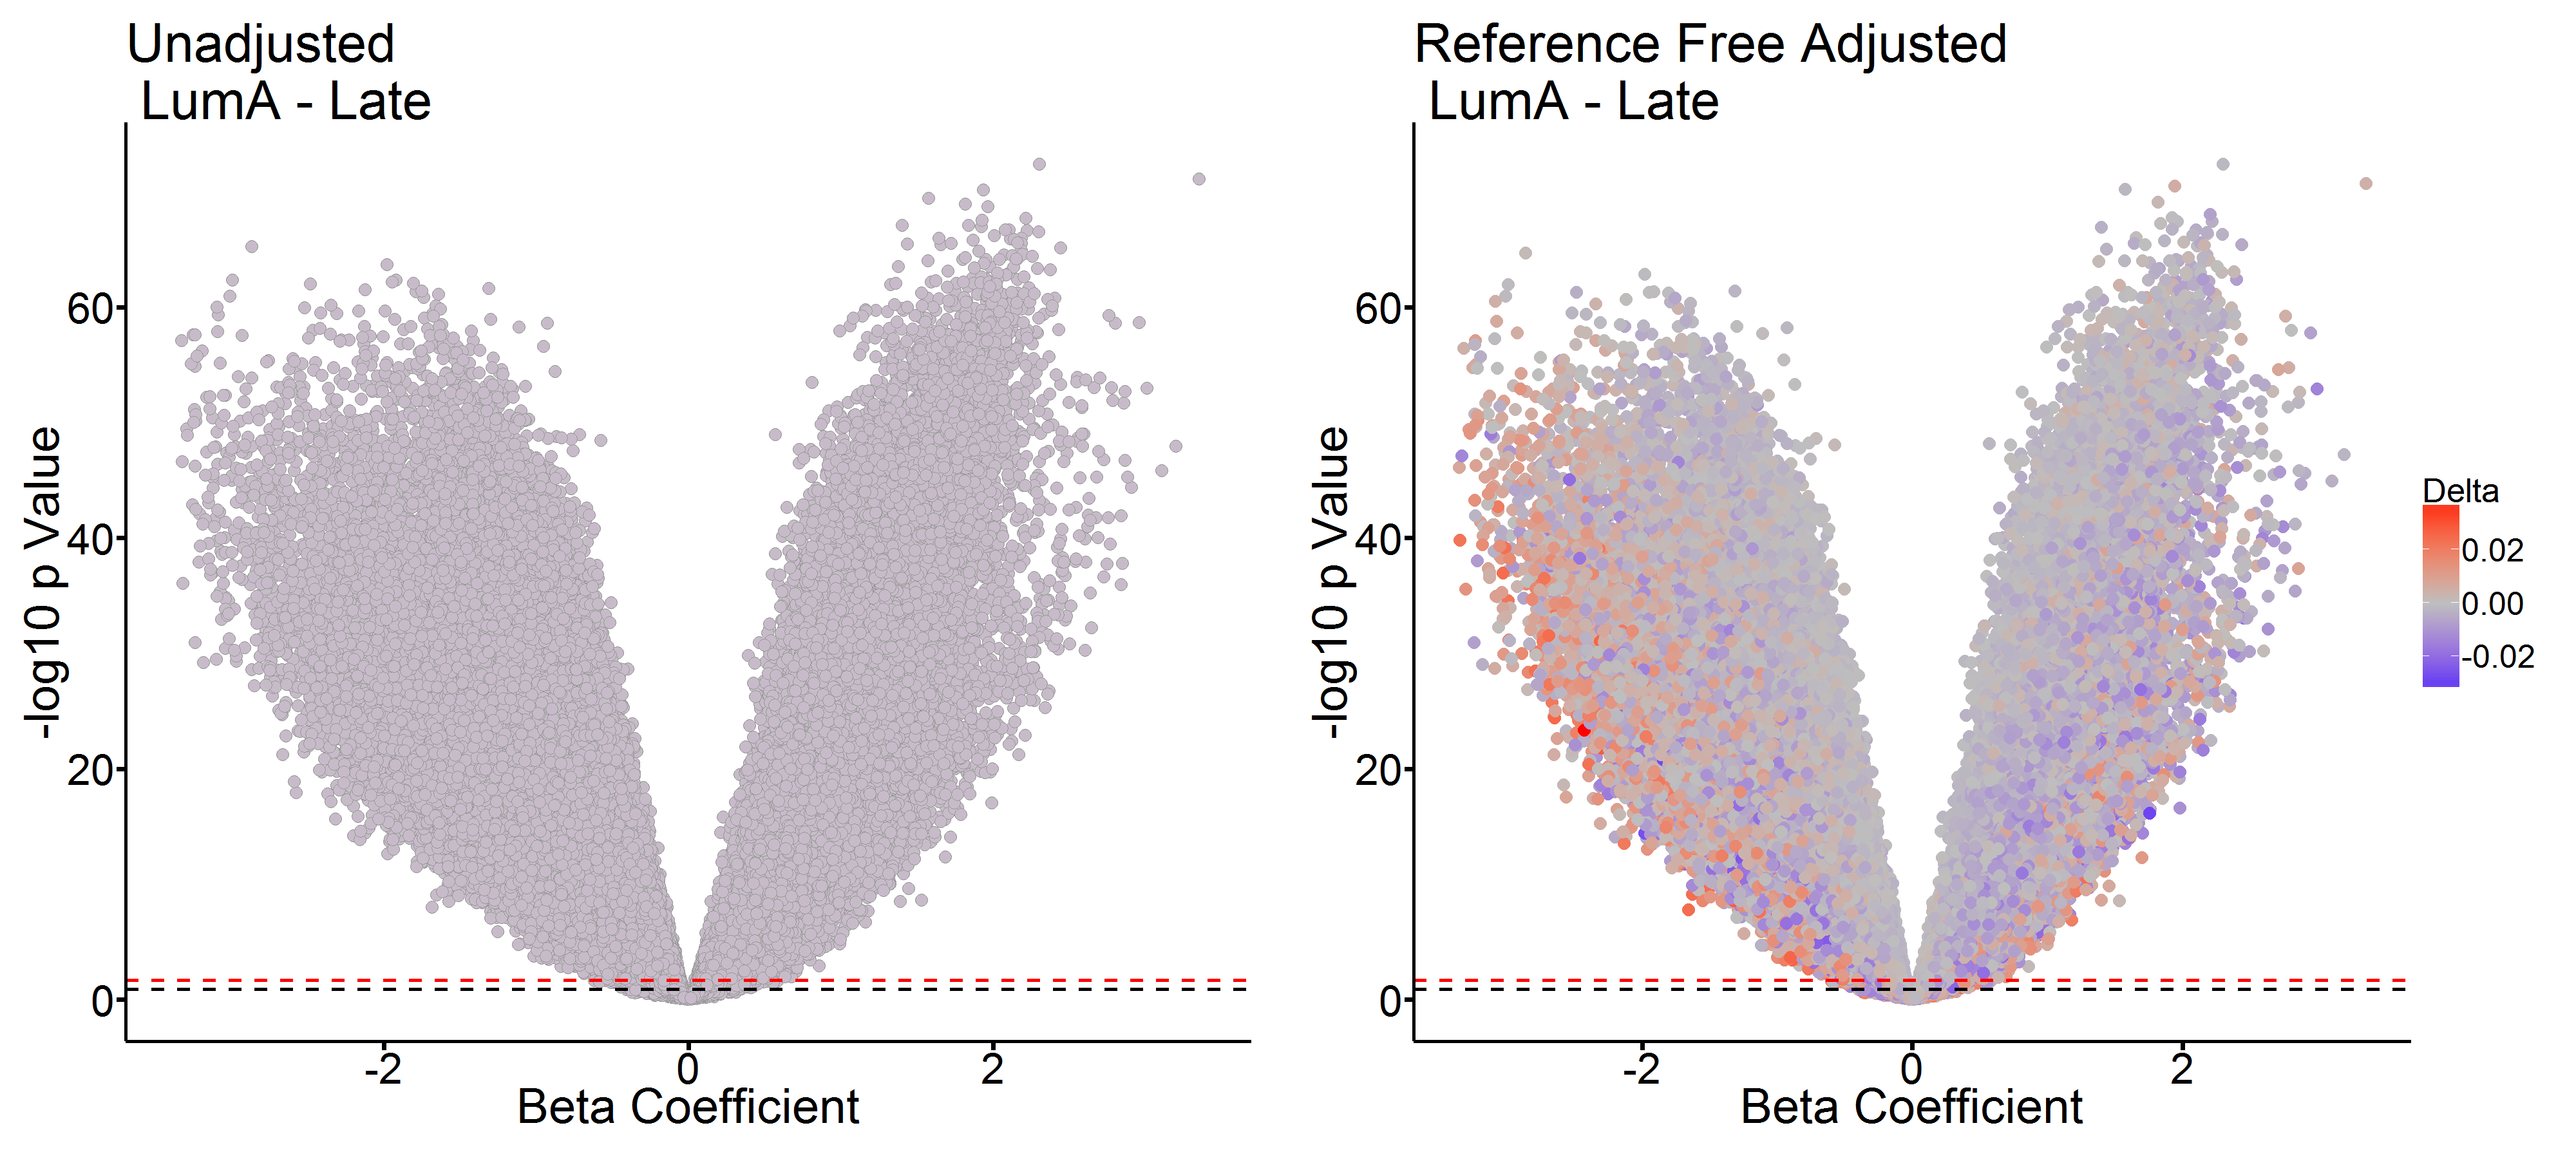 Unadjusted
LumA - Late
-log10 p Value
60
40
20
0
-2
0
2
Beta Coefficient
Reference Free Adjusted
LumA - Late
-log10 p Value
60
40
20
0
-2
0
2
Beta Coefficient
Delta
0.02
0.00
-0.02